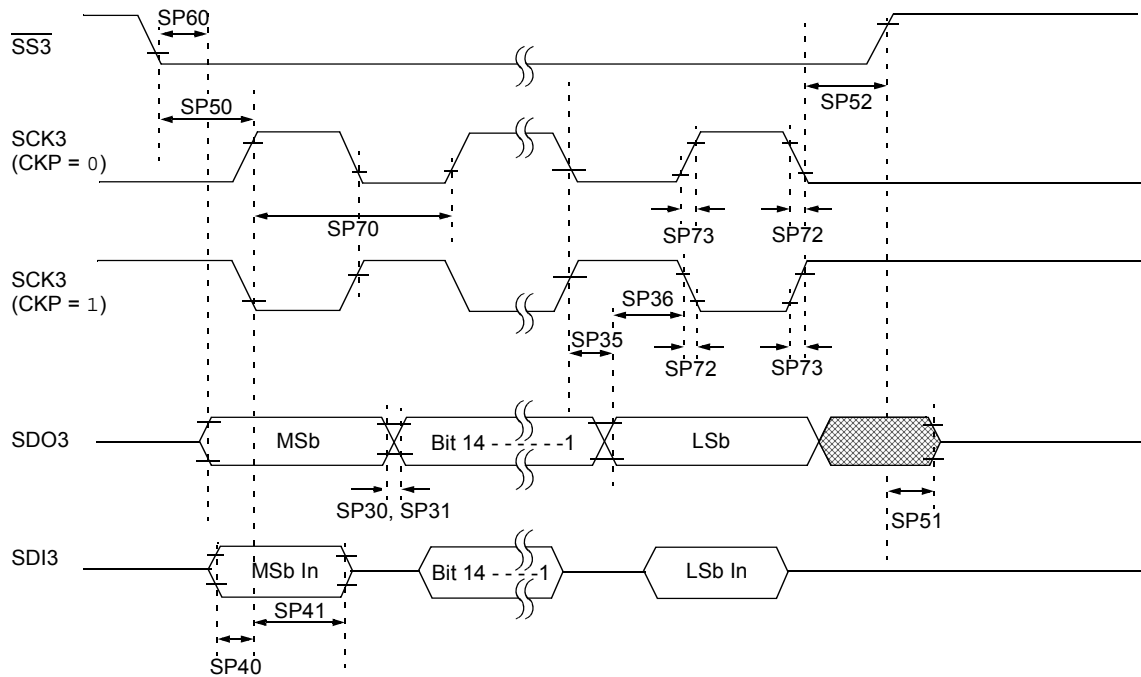 SP60
SS3
SP50
SP52
SCK3
(CKP = 0)
SP70
SP73
SP72
SCK3
(CKP = 1)
SP36
SP35
SP72
SP73
SDO3
MSb
Bit 14 - - - - - -1
LSb
SP30, SP31
SP51
SDI3
MSb In
Bit 14 - - - -1
LSb In
SP41
SP40